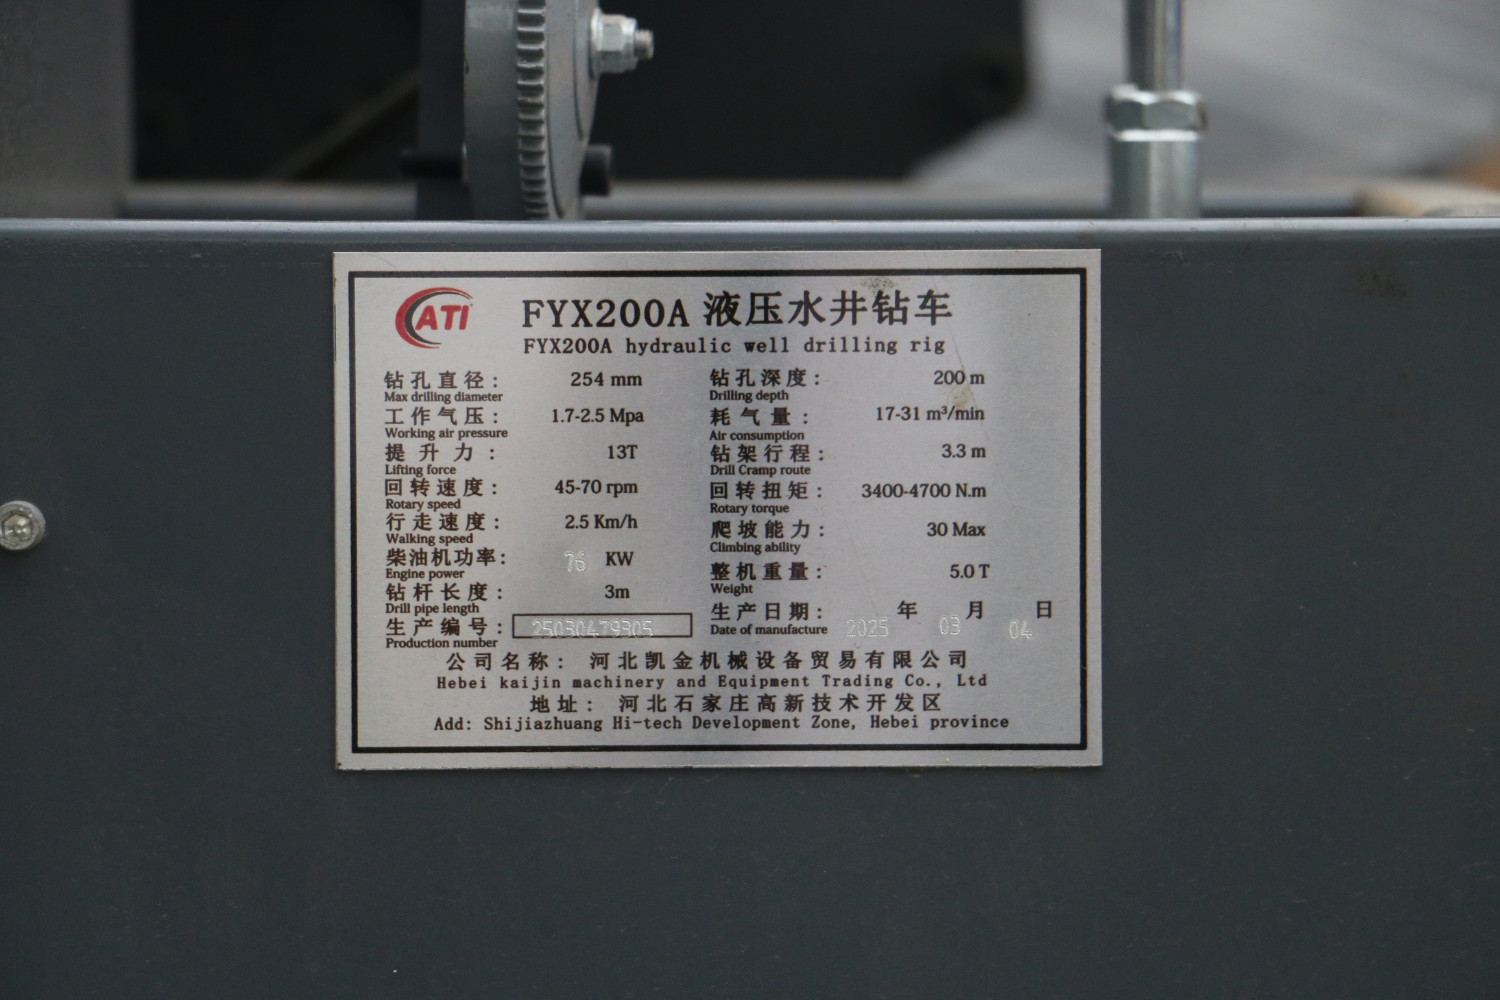 CATI
FYX200A 液压水井钻车
FYX200A hydraulic well drilling rig
钻孔直径： 254 mm
Max drilling diameter
钻孔深度： 200 m
Drilling depth
工作气压： 1.7-2.5 Mpa
Working air pressure
耗气量： 17-31 m³/min
Air consumption
提升力： 13T
Lifting force
钻架行程： 3.3 m
Drill Cramp route
回转速度： 45-70 rpm
Rotary speed
回转扭矩： 3400-4700 N.m
Rotary torque
行走速度： 2.5 Km/h
Walking speed
爬坡能力： 30 Max
Climbing ability
柴油机功率： 76 KW
Engine power
整机重量： 5.0 T
Weight
钻杆长度： 3m
Drill pipe length
生产日期： 2025 年 03 月 04 日
Date of manufacture
生产编号： 25030479305
Production number
公司名称： 河北凯金机械设备贸易有限公司
Hebei kaijin machinery and Equipment Trading Co., Ltd
地址： 河北石家庄高新技术开发区
Add: Shijiazhuang Hi-tech Development Zone, Hebei province